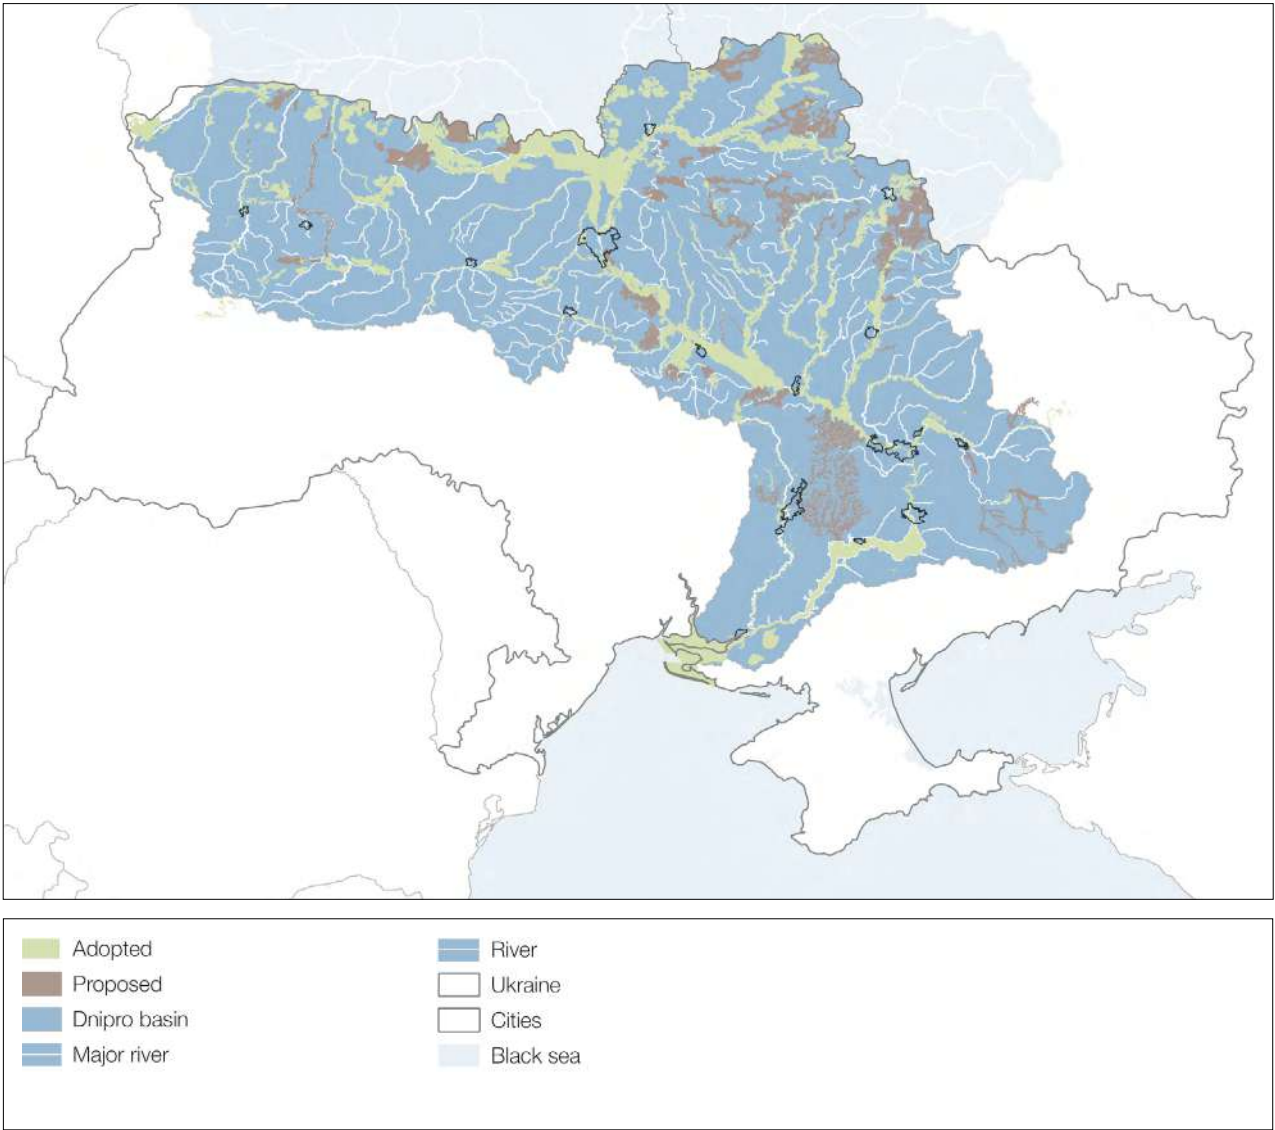 Adopted
Proposed
Dnipro basin
Major river
River
Ukraine
Cities
Black sea